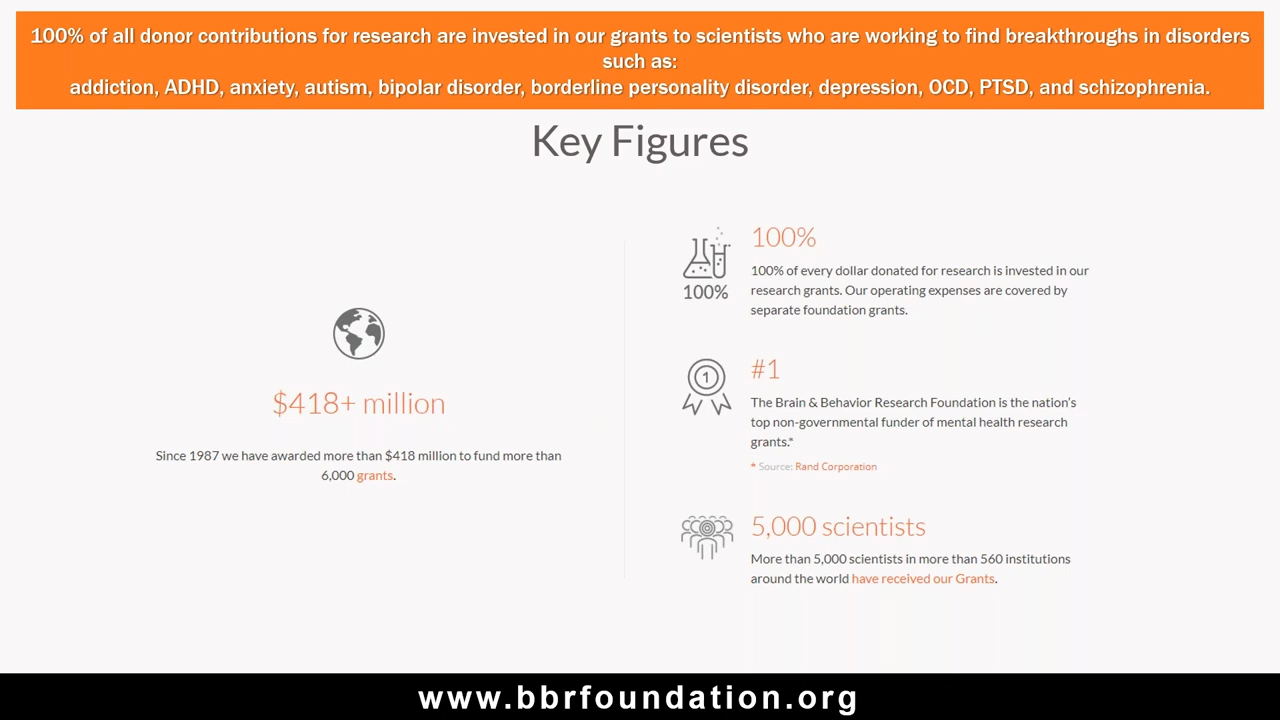 100% of all donor contributions for research are invested in our grants to scientists who are working to find breakthroughs in disorders
such as:
addiction, ADHD, anxiety, autism, bipolar disorder, borderline personality disorder, depression, OCD, PTSD, and schizophrenia.
Key Figures
$418+ million
Since 1987 we have awarded more than $418 million to fund more than
6,000 grants.
100%
100%
100% of every dollar donated for research is invested in our
research grants. Our operating expenses are covered by
separate foundation grants.
1
#1
The Brain & Behavior Research Foundation is the nation's
top non-governmental funder of mental health research
grants.*
* Source: Rand Corporation
5,000 scientists
More than 5,000 scientists in more than 560 institutions
around the world have received our Grants.
www.bbrfoundation.org